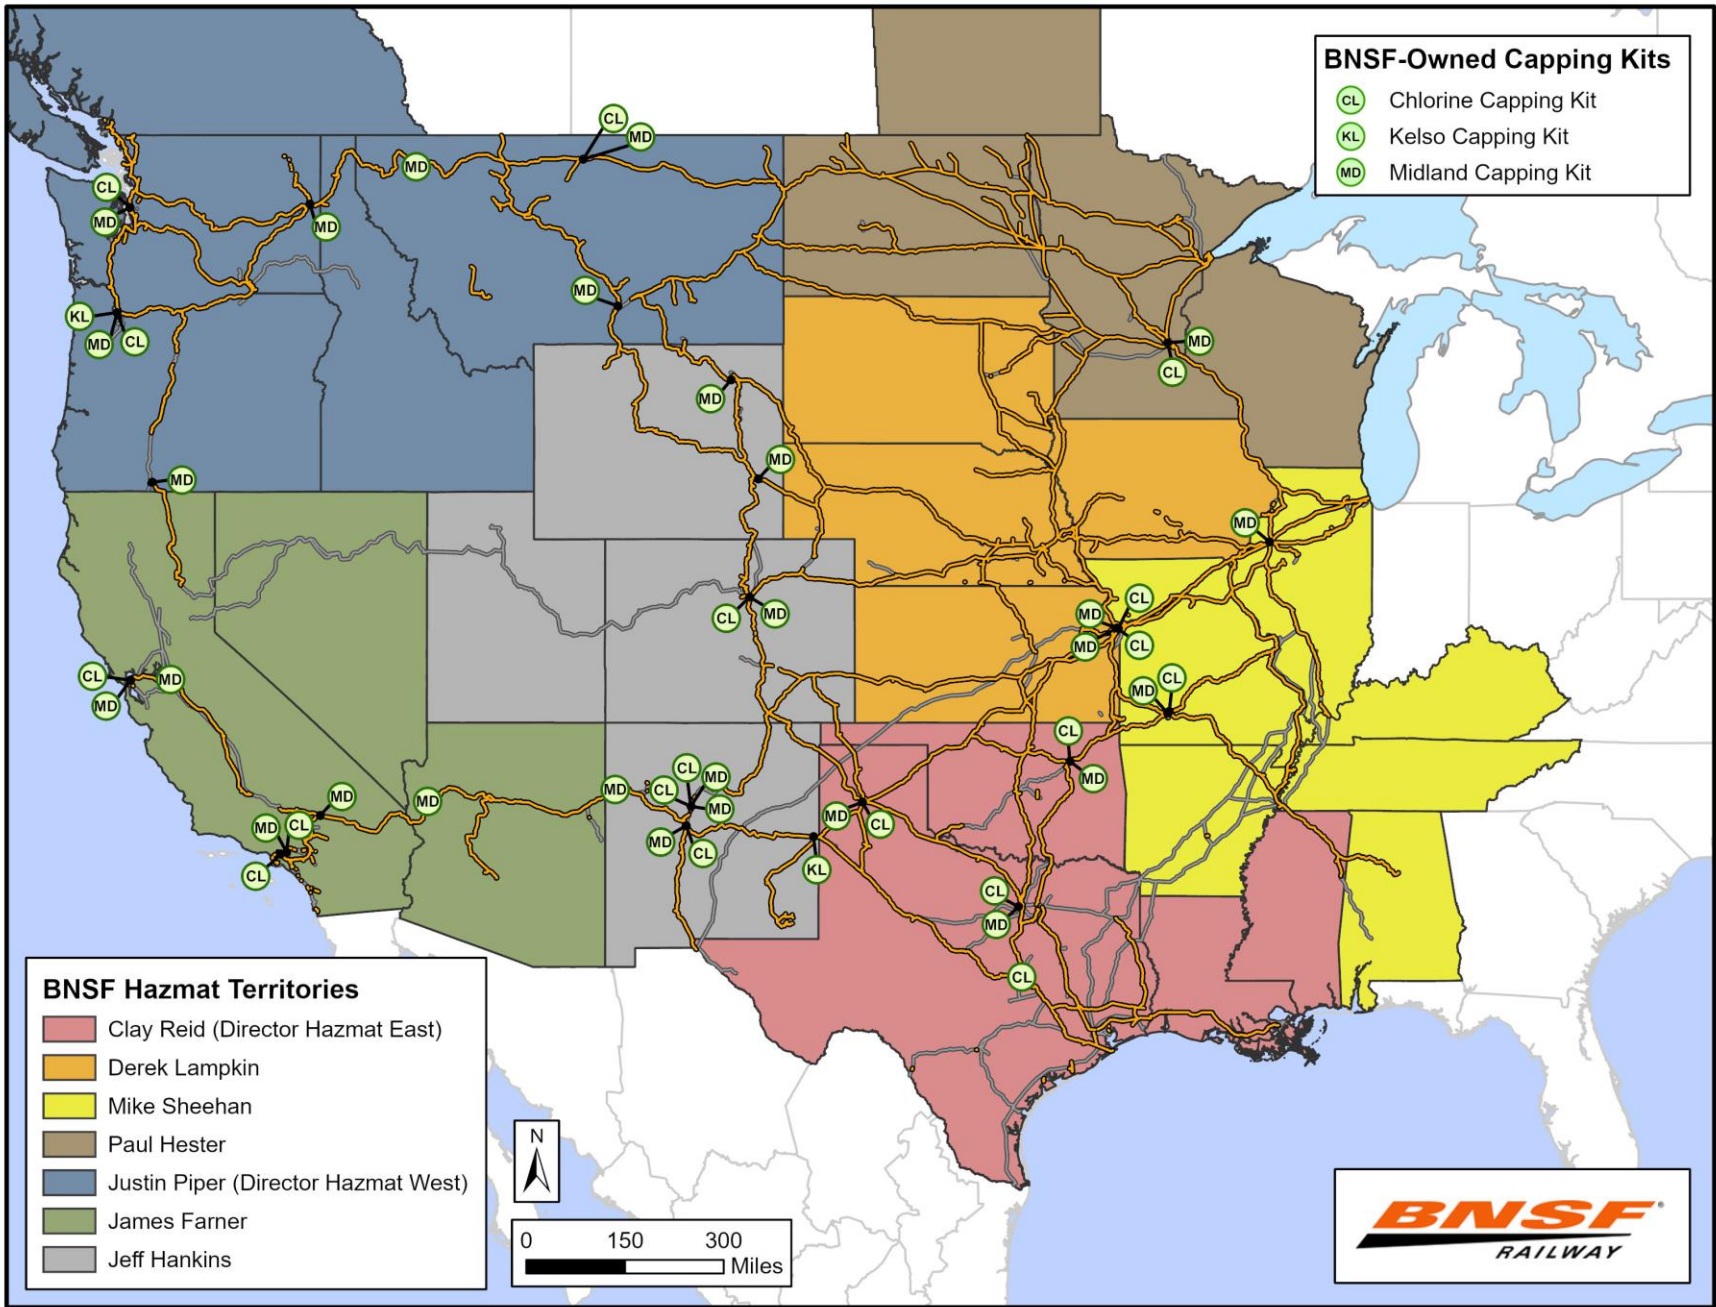 BNSF-Owned Capping Kits
CL Chlorine Capping Kit
KL Kelso Capping Kit
MD Midland Capping Kit
CL
MD
MD
CL
MD
MD
MD
KL
MD
CL
MD
MD
CL
MD
MD
MD
MD
CL
MD
CL
MD
MD
CL
CL
MD
CL
MD
MD
CL
CL
MD
MD
MD
CL
MD
CL
MD
MD
CL
CL
MD
MD
MD
CL
MD
CL
KL
CL
MD
CL
BNSF Hazmat Territories
Clay Reid (Director Hazmat East)
Derek Lampkin
Mike Sheehan
Paul Hester
Justin Piper (Director Hazmat West)
James Farner
Jeff Hankins
N
0 150 300
Miles
BNSF®
RAILWAY